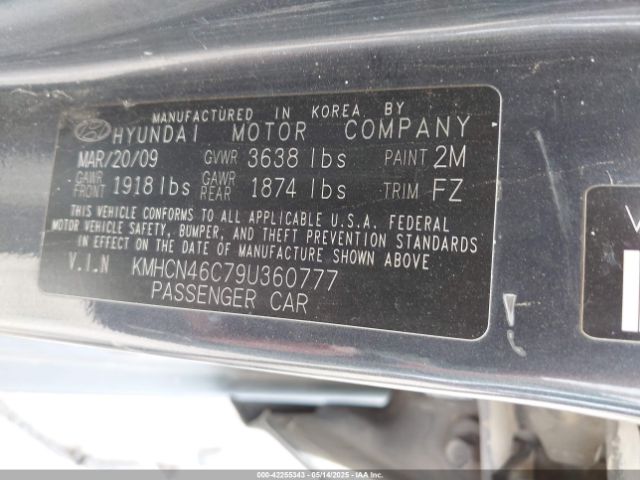 MANUFACTURED IN KOREA BY
HYUNDAI MOTOR COMPANY
MAR/20/09 GVWR 3638 lbs PAINT 2M
GAWR FRONT 1918 lbs GAWR REAR 1874 lbs TRIM FZ
THIS VEHICLE CONFORMS TO ALL APPLICABLE U.S.A. FEDERAL
MOTOR VEHICLE SAFETY, BUMPER, AND THEFT PREVENTION STANDARDS
IN EFFECT ON THE DATE OF MANUFACTURE SHOWN ABOVE
V.I.N KMHCN46C79U360777
PASSENGER CAR
000-42255343 - 05/14/2025 - IAAI.COM